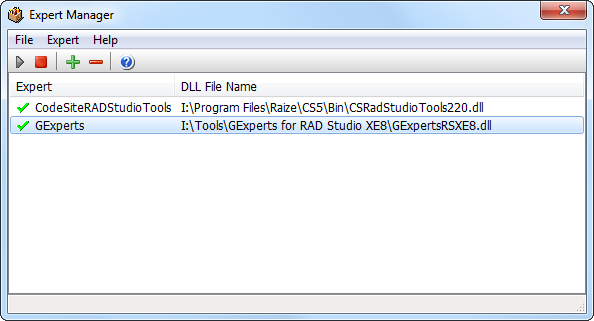 Expert Manager
File Expert Help
Expert DLL File Name
CodeSiteRADStudioTools I:\Program Files\Raize\CS5\Bin\CSRadStudioTools220.dll
GExperts I:\Tools\GExperts for RAD Studio XE8\GExpertsRSXE8.dll